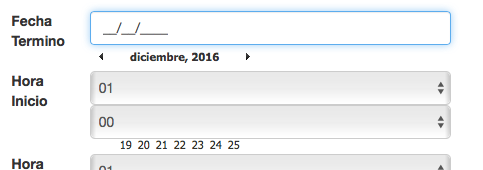 Fecha
Termino
__/__/____
diciembre, 2016
Hora
Inicio
01
00
19 20 21 22 23 24 25
Hora
01